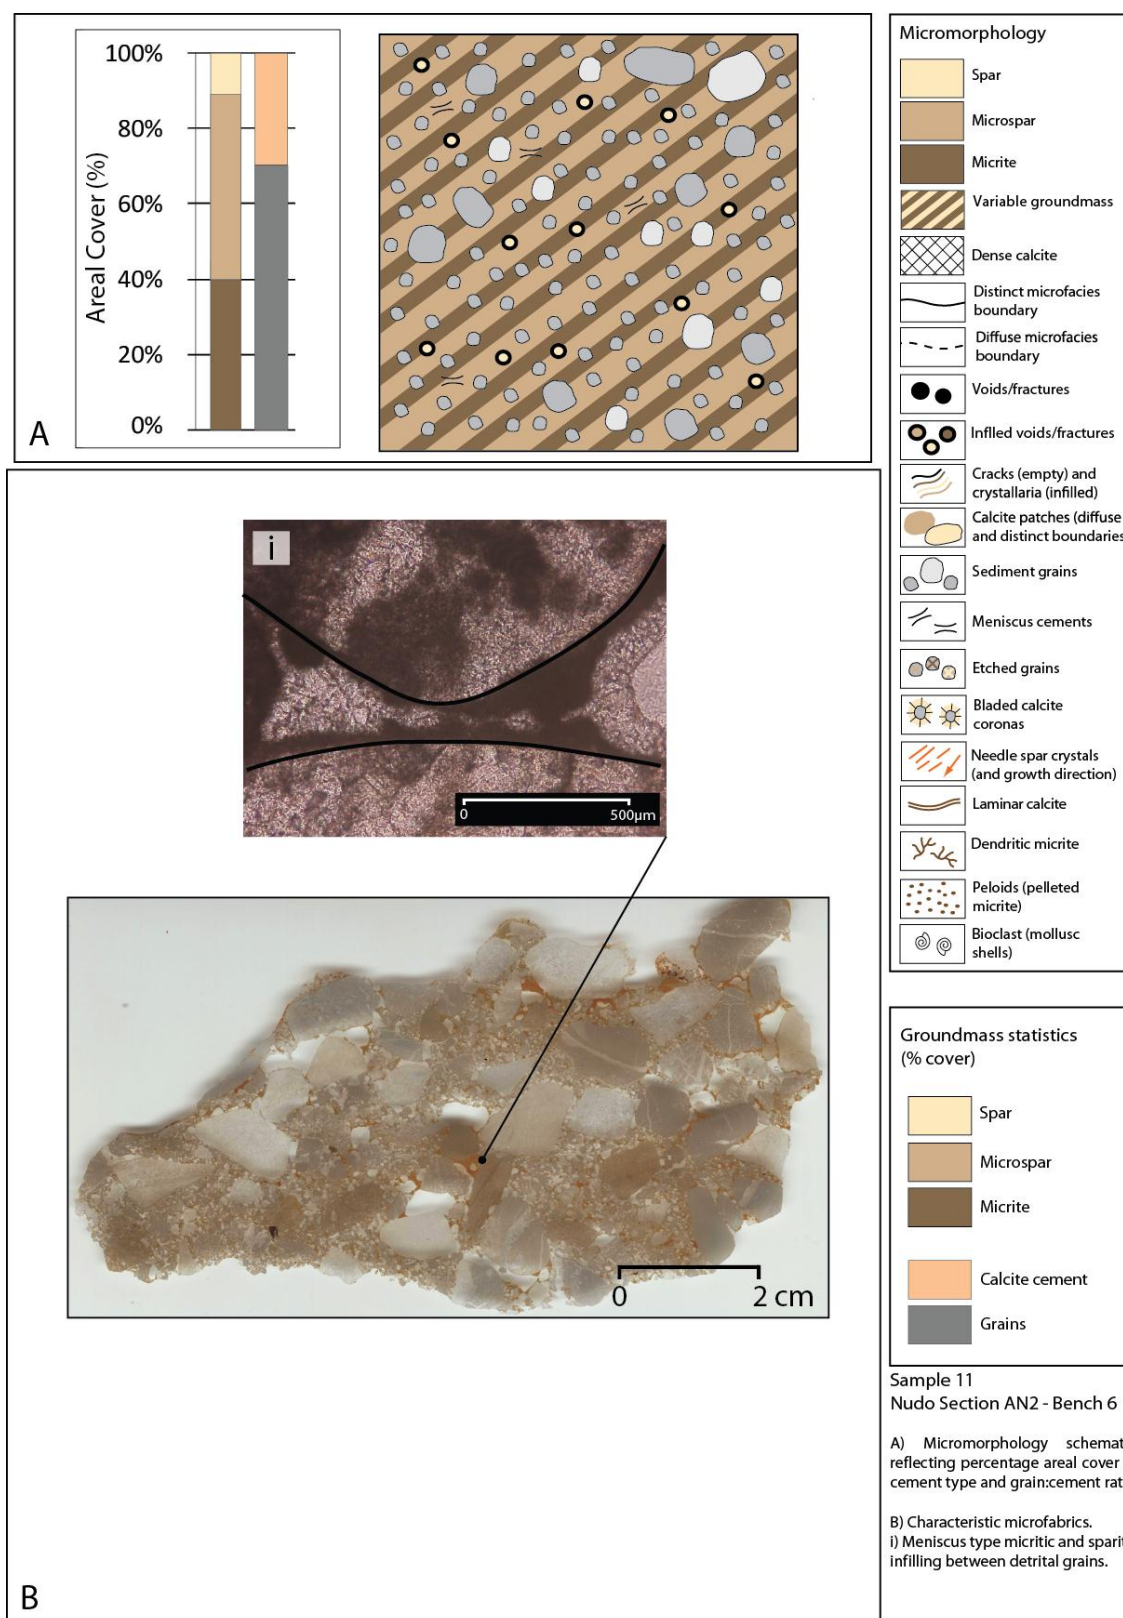 100%
80%
60%
40%
20%
0%
Areal Cover (%)
A
Micromorphology
Spar
Microspar
Micrite
Variable groundmass
Dense calcite
Distinct microfacies
boundary
Diffuse microfacies
boundary
Voids/fractures
Inflled voids/fractures
Cracks (empty) and
crystallaria (infilled)
Calcite patches (diffuse
and distinct boundaries
Sediment grains
Meniscus cements
Etched grains
Bladed calcite
coronas
Needle spar crystals
(and growth direction)
Laminar calcite
Dendritic micrite
Peloids (pelleted
micrite)
Bioclast (mollusc
shells)
i
0 500µm
0 2 cm
B
Groundmass statistics
(% cover)
Spar
Microspar
Micrite
Calcite cement
Grains
Sample 11
Nudo Section AN2 - Bench 6
A) Micromorphology schemat
reflecting percentage areal cover
cement type and grain:cement rat
B) Characteristic microfabrics.
i) Meniscus type micritic and sparit
infilling between detrital grains.